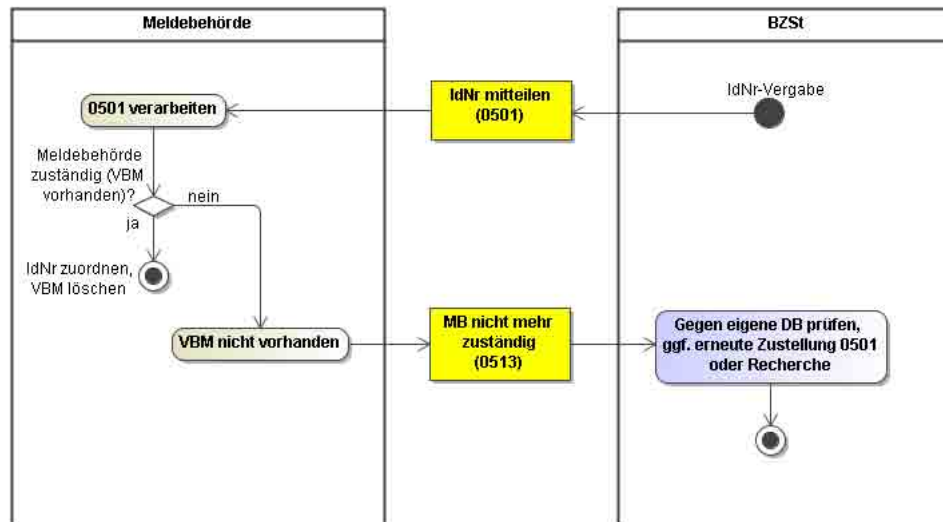 Meldebehörde
BZSt
IdNr-Vergabe
IdNr mitteilen
(0501)
0501 verarbeiten
Meldebehörde
zuständig (VBM
vorhanden)?
nein
ja
IdNr zuordnen,
VBM löschen
VBM nicht vorhanden
MB nicht mehr
zuständig
(0513)
Gegen eigene DB prüfen,
ggf. erneute Zustellung 0501
oder Recherche